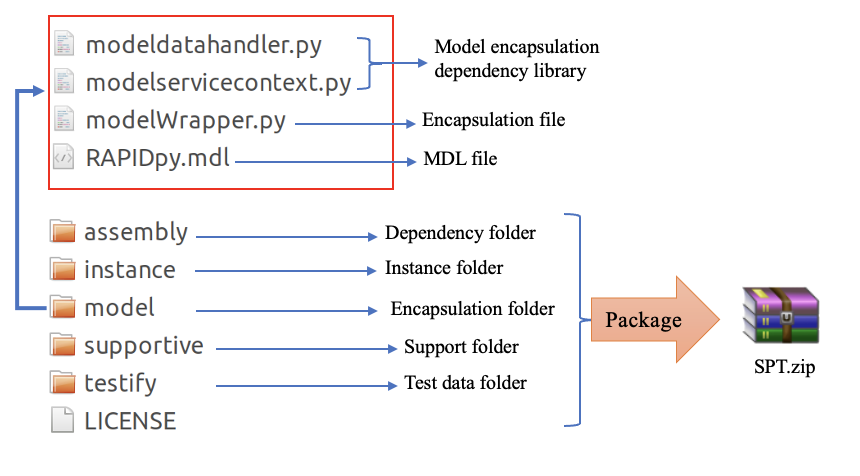 modeldatahandler.py
modelservicecontext.py
Model encapsulation
dependency library
modelWrapper.py
Encapsulation file
RAPIDpy.mdl
MDL file
assembly
Dependency folder
instance
Instance folder
model
Encapsulation folder
supportive
Support folder
testify
Test data folder
LICENSE
Package
SPT.zip